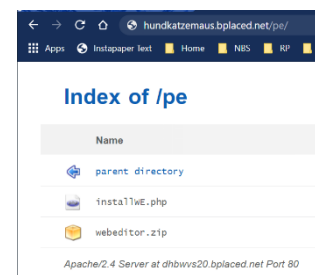 hundkatzemaus.bplaced.net/pe/
Apps Instapaper Text Home NBS RP
Index of /pe
Name
parent directory
installWE.php
webeditor.zip
Apache/2.4 Server at dhbwvs20.bplaced.net Port 80